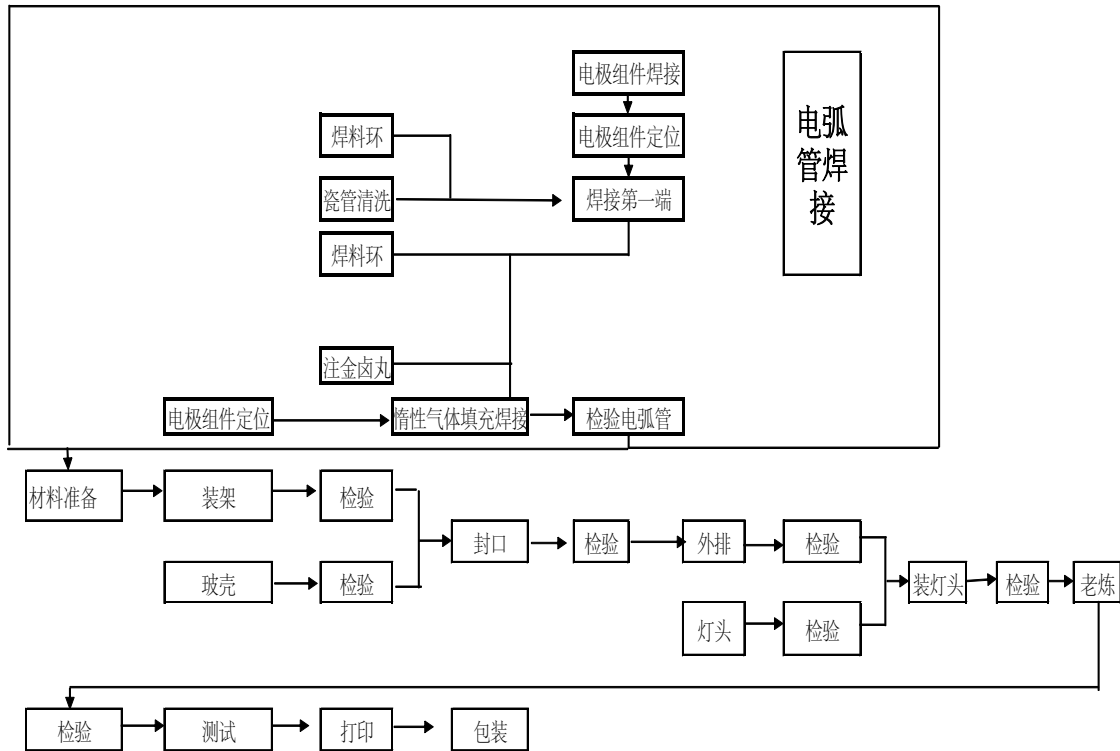 电极组件焊接
电弧
管焊
接
焊料环
电极组件定位
瓷管清洗
焊接第一端
焊料环
注金卤丸
电极组件定位
惰性气体填充焊接
检验电弧管
材料准备
装架
检验
封口
检验
外排
检验
玻壳
检验
装灯头
检验
老炼
灯头
检验
检验
测试
打印
包装